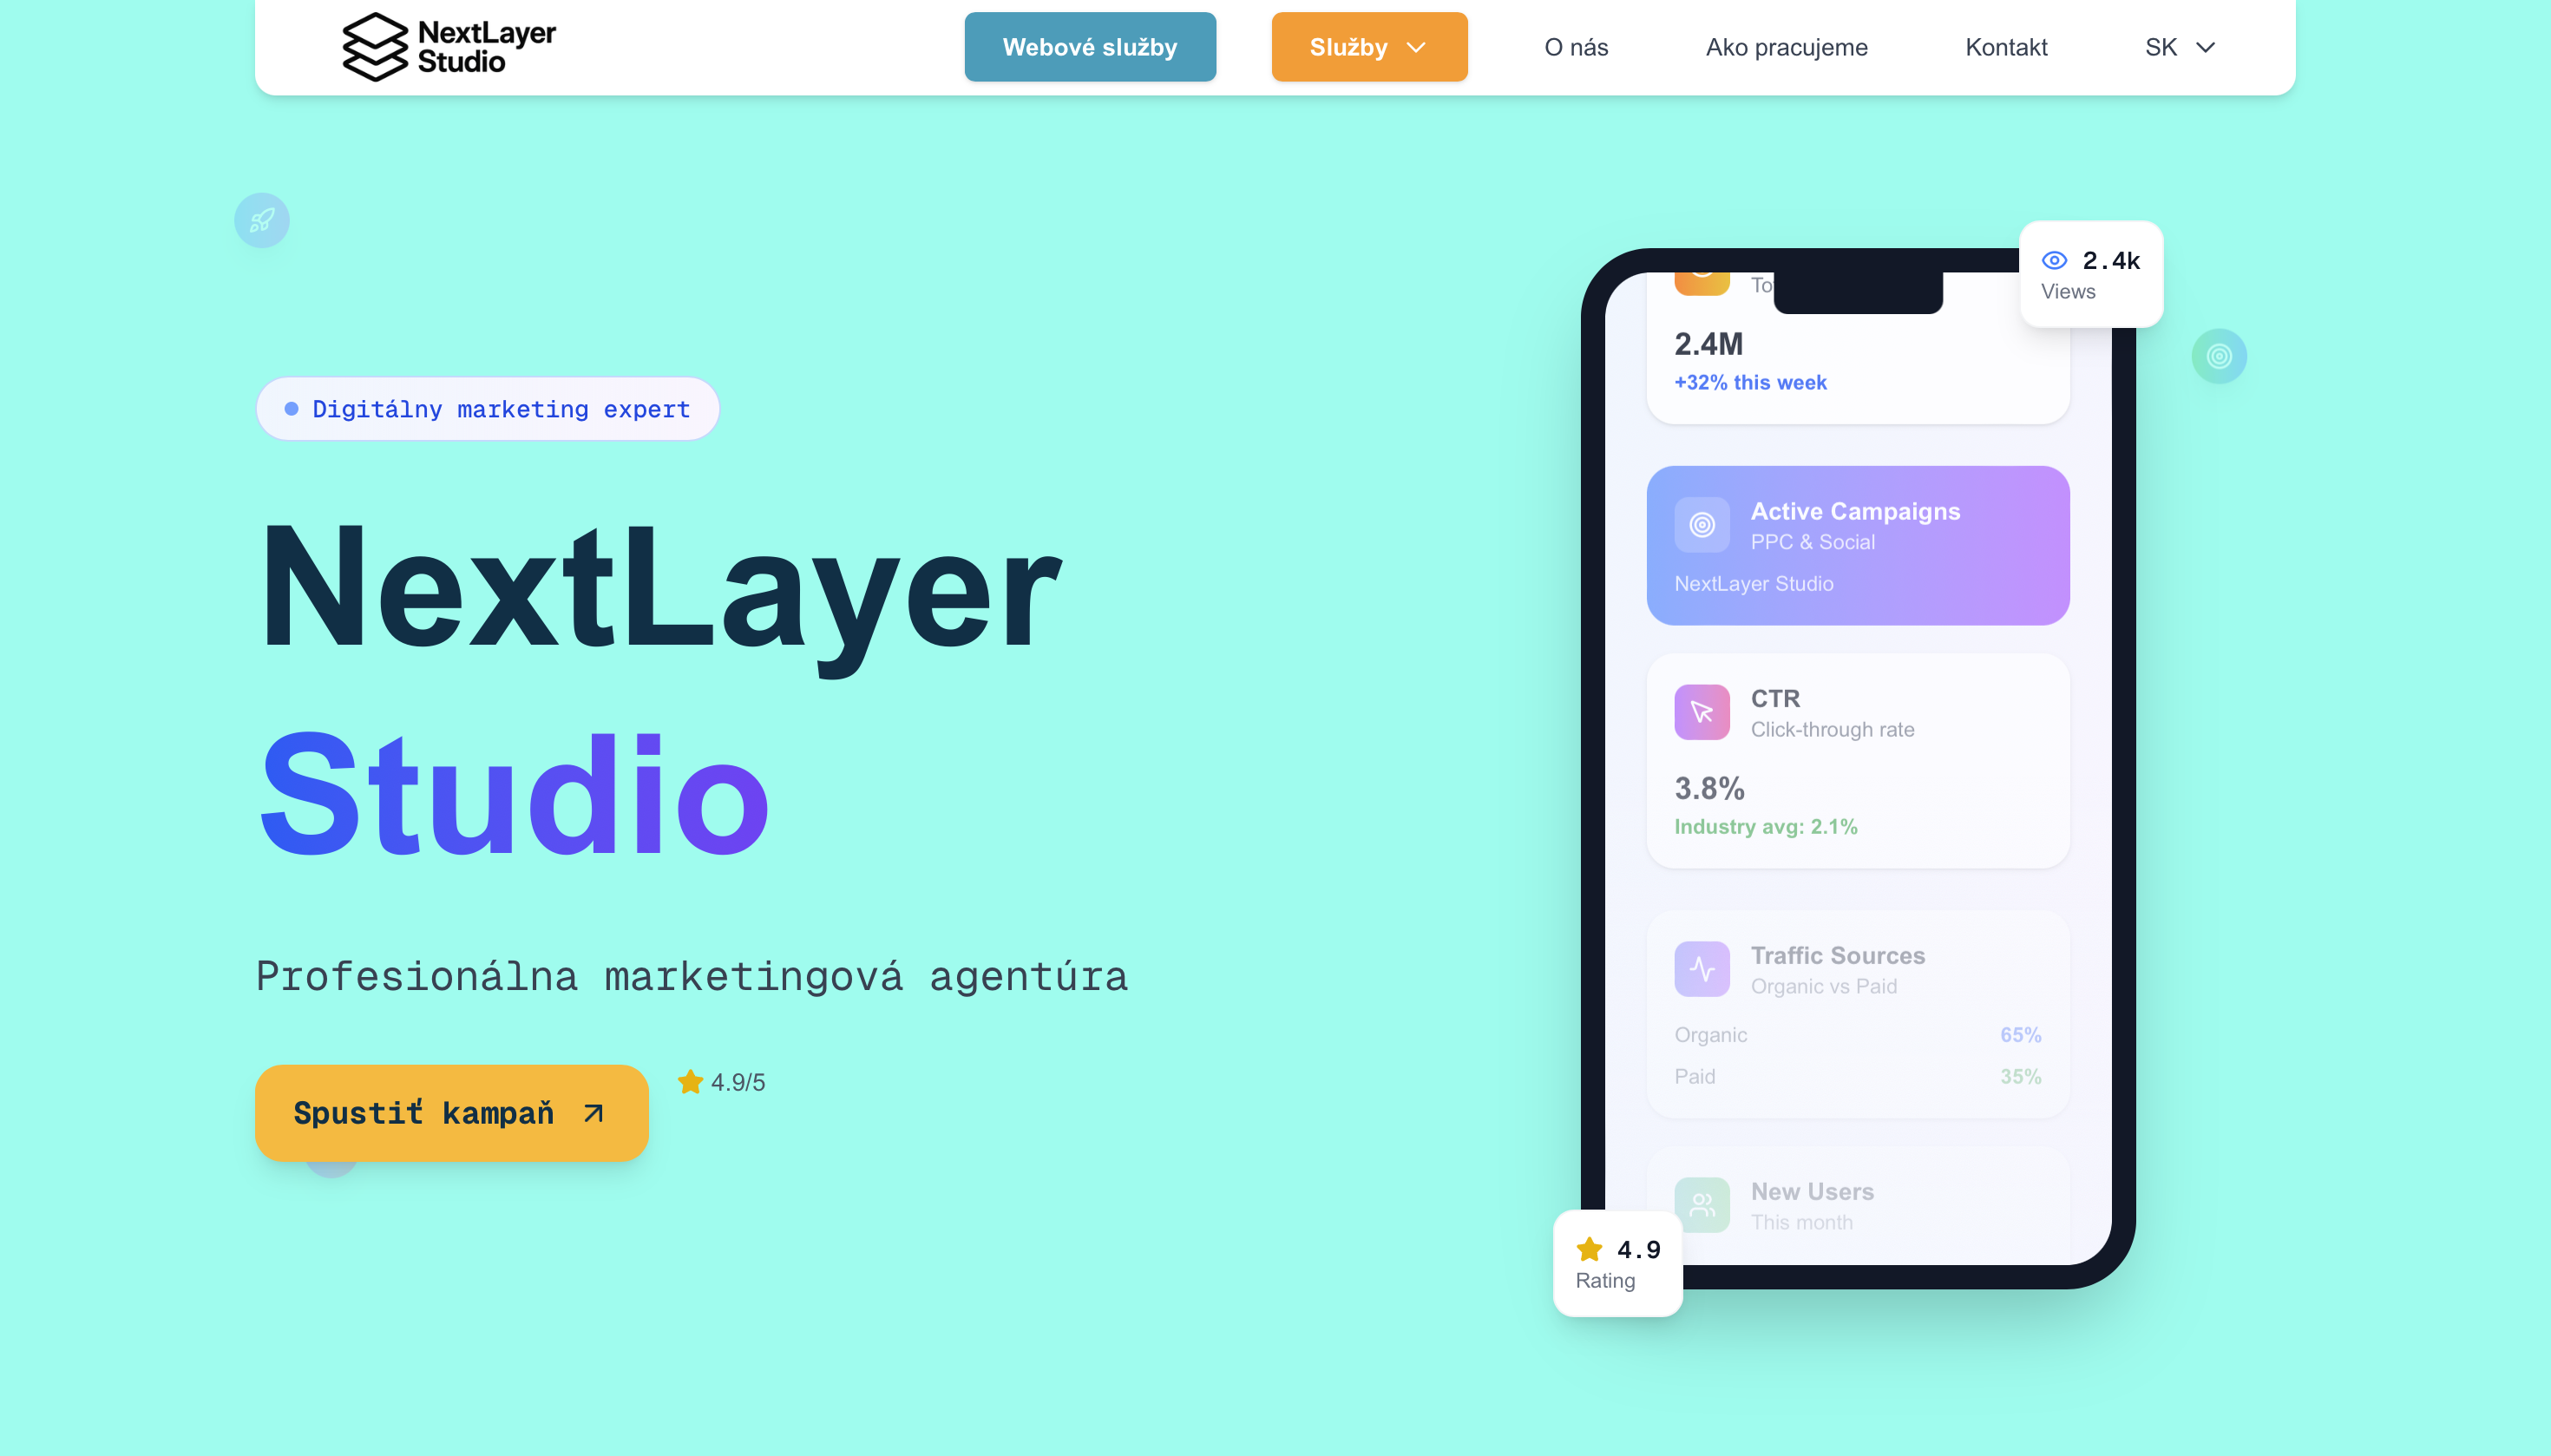 NextLayer
Studio
Webové služby
Služby
O nás
Ako pracujeme
Kontakt
SK
Digitálny marketing expert
NextLayer
Studio
Profesionálna marketingová agentúra
Spustiť kampaň
4.9/5
2.4k
Views
2.4M
+32% this week
Active Campaigns
PPC & Social
NextLayer Studio
CTR
Click-through rate
3.8%
Industry avg: 2.1%
Traffic Sources
Organic vs Paid
Organic 65%
Paid 35%
New Users
This month
4.9
Rating